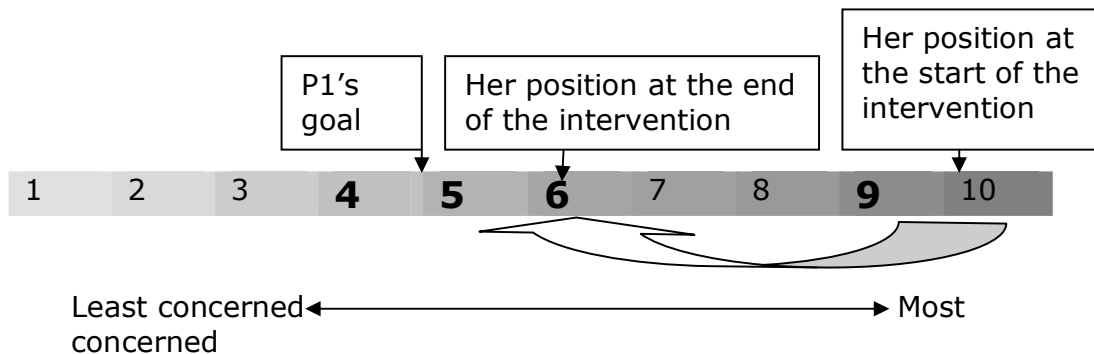 P1’s
goal
Her position at the end
of the intervention
Her position at
the start of the
intervention
1 2 3 4 5 6 7 8 9 10
Least concerned Most
concerned